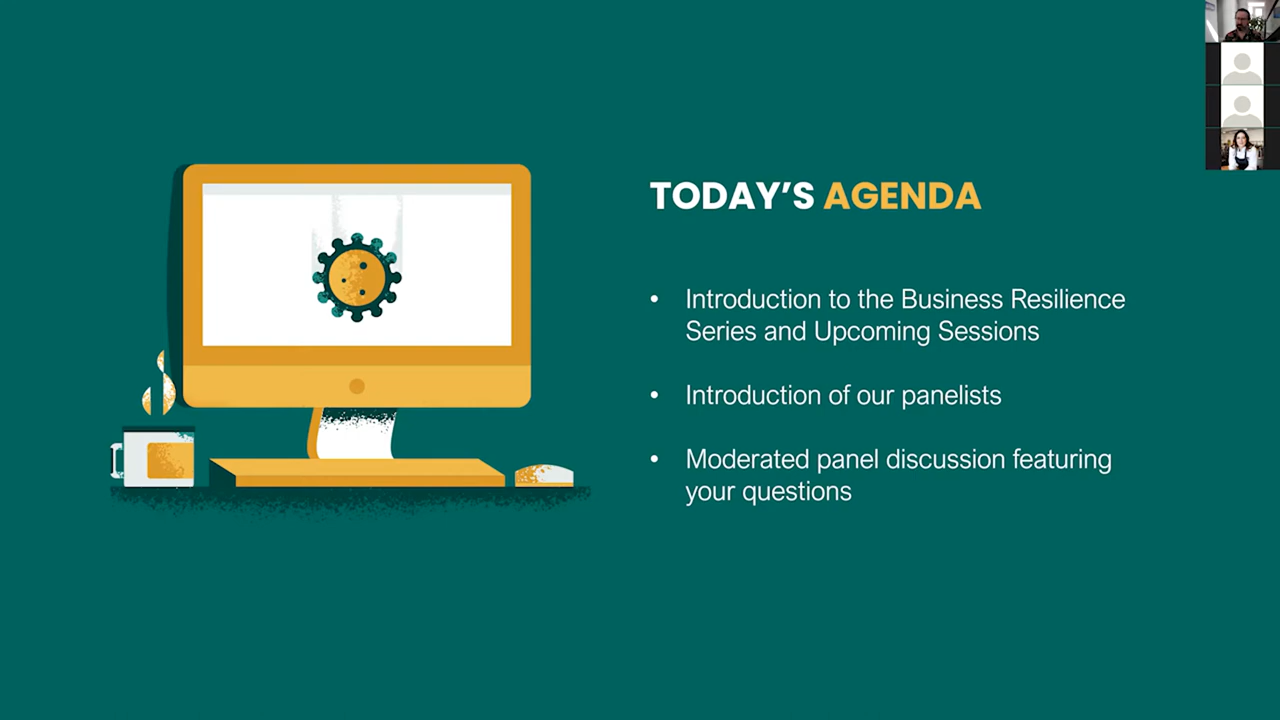 TODAY'S AGENDA
• Introduction to the Business Resilience
Series and Upcoming Sessions
• Introduction of our panelists
• Moderated panel discussion featuring
your questions